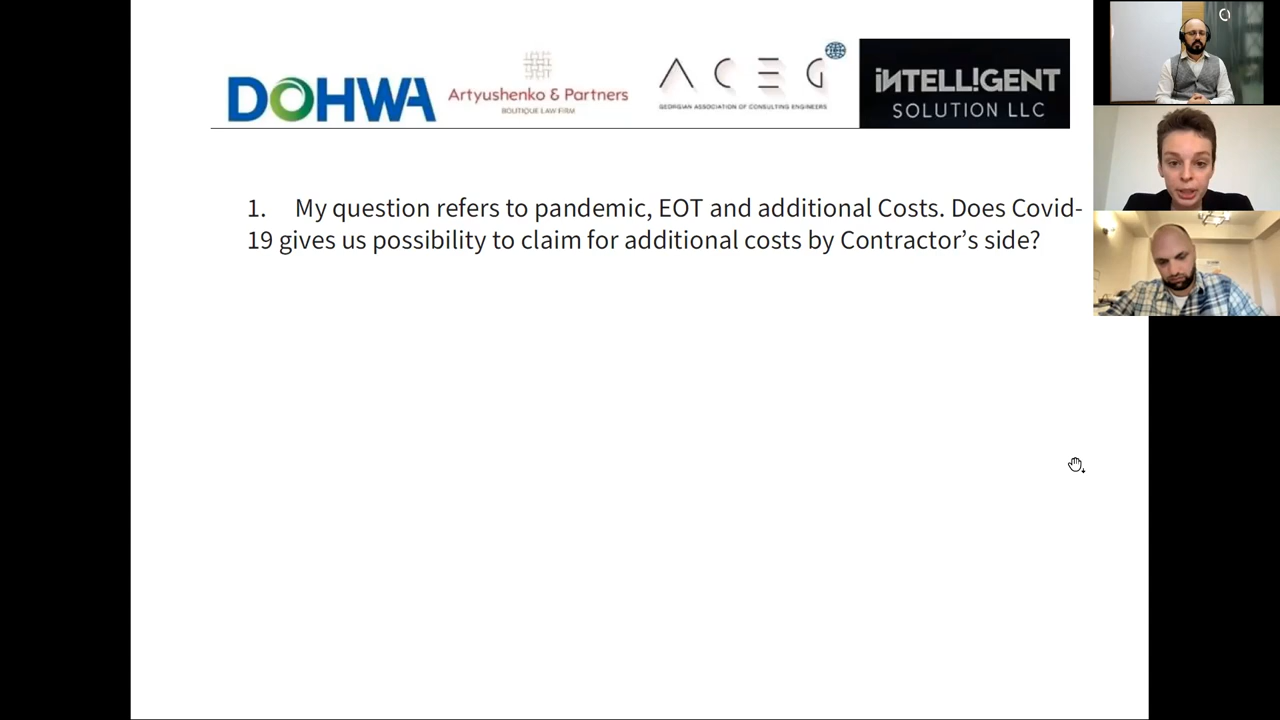 DOHWA
Artyushenko & Partners
BOUTIQUE LAW FIRM
ACEG
GEORGIAN ASSOCIATION OF CONSULTING ENGINEERS
iNTELL!GENT
SOLUTION LLC
1. My question refers to pandemic, EOT and additional Costs. Does Covid-
19 gives us possibility to claim for additional costs by Contractor's side?